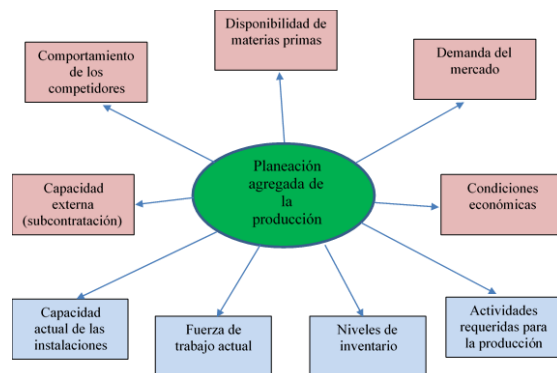 Disponibilidad de
materias primas
Comportamiento
de los
competidores
Demanda del
mercado
Planeación
agregada de
la
producción
Capacidad
externa
(subcontratación)
Condiciones
económicas
Capacidad
actual de las
instalaciones
Fuerza de
trabajo actual
Niveles de
inventario
Actividades
requeridas para
la producción